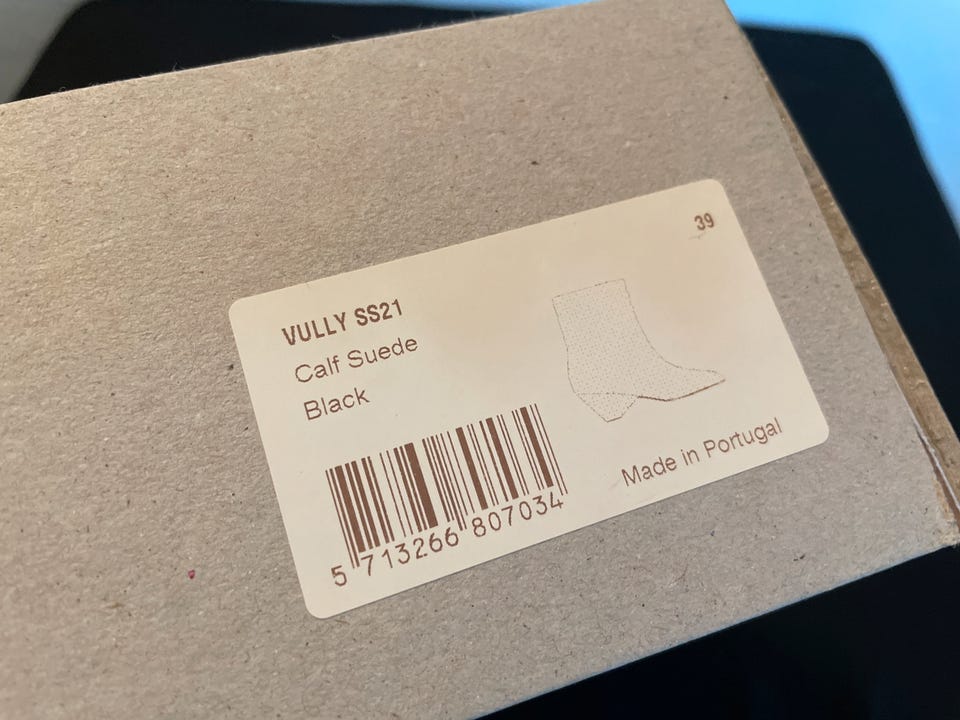 39
VULLY SS21
Calf Suede
Black
Made in Portugal
5 713266 807034